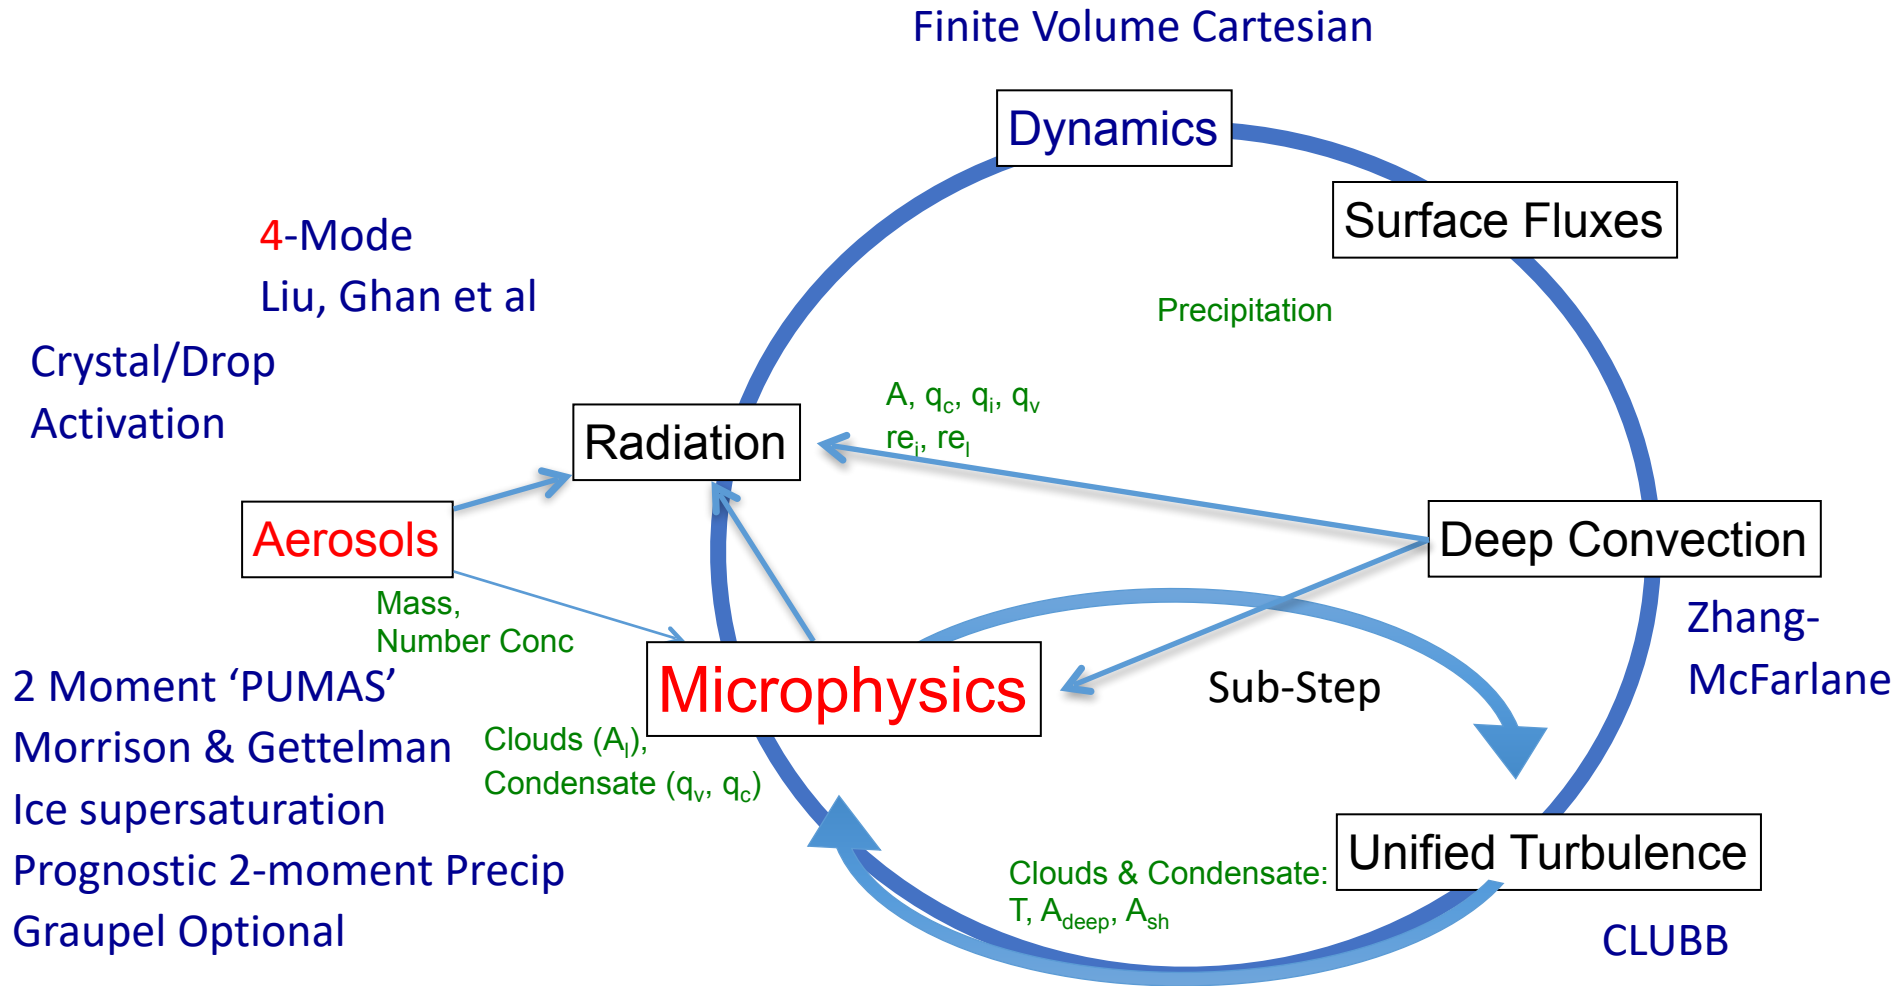 Finite Volume Cartesian
Dynamics
Surface Fluxes
4-Mode
Liu, Ghan et al
Precipitation
Crystal/Drop
Activation
A, qc, qi, qv
rei, rel
Radiation
Aerosols
Deep Convection
Mass,
Number Conc
Zhang-
McFarlane
Microphysics
Sub-Step
2 Moment ‘PUMAS’
Morrison & Gettelman
Ice supersaturation
Prognostic 2-moment Precip
Graupel Optional
Clouds (Al),
Condensate (qv, qc)
Unified Turbulence
Clouds & Condensate:
T, Adeep, Ash
CLUBB